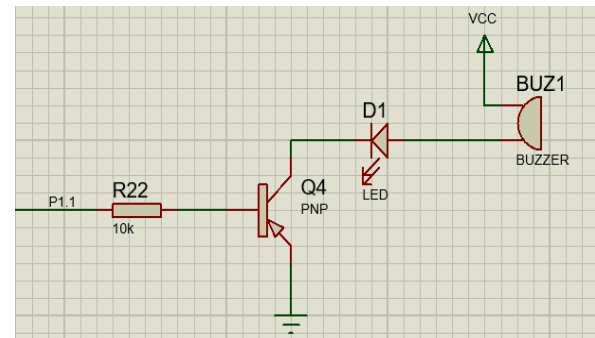 VCC
BUZ1
D1
BUZZER
LED
Q4
PNP
R22
P1.1
10k